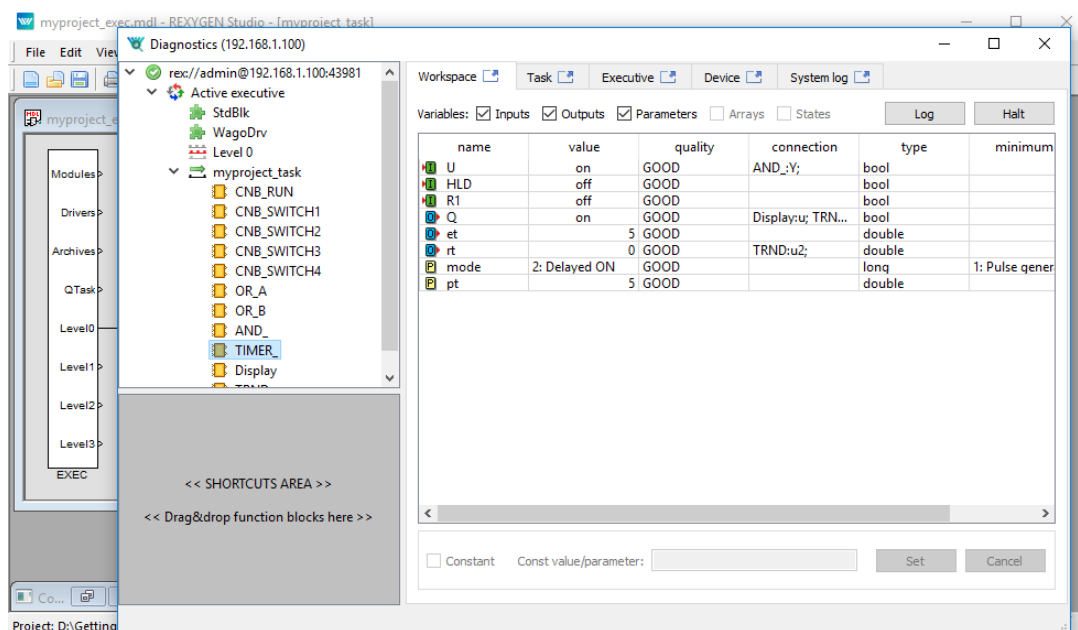 myproject_exec.mdl - REXYGEN Studio - [myproject_task]
File Edit
Diagnostics (192.168.1.100)
myproject_e
Modules
Drivers
Archives
QTask
Level0
Level1
Level2
Level3
EXEC
rex://admin@192.168.1.100:43981
Active executive
StdBlk
WagoDrv
Level 0
myproject_task
CNB_RUN
CNB_SWITCH1
CNB_SWITCH2
CNB_SWITCH3
CNB_SWITCH4
OR_A
OR_B
AND_
TIMER_
Display
<< SHORTCUTS AREA >>
<< Drag&drop function blocks here >>
Workspace Task Executive Device System log
Variables: Inputs Outputs Parameters Arrays States Log Halt
name value quality connection type minimum
I U on GOOD AND_:Y; bool
I HLD off GOOD bool
I R1 off GOOD bool
O Q on GOOD Display:u; TRN... bool
O et 5 GOOD double
O rt 0 GOOD TRND:u2; double
P mode 2: Delayed ON GOOD long 1: Pulse gener
P pt 5 GOOD double
Constant Const value/parameter: Set Cancel
Co...
Project: D:\Getting